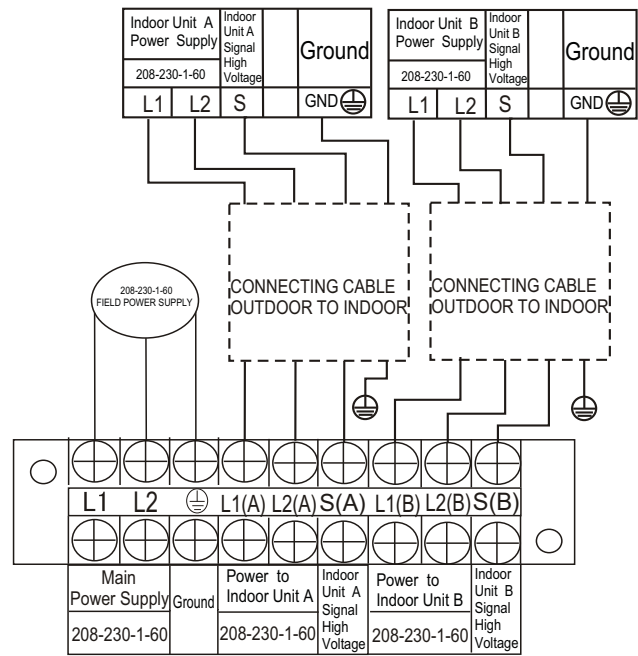 Indoor Unit A
Power Supply
208-230-1-60
Indoor
Unit A
Signal
High
Voltage
Ground
L1 L2 S GND
Indoor Unit B
Power Supply
208-230-1-60
Indoor
Unit B
Signal
High
Voltage
Ground
L1 L2 S GND
208-230-1-60
FIELD POWER SUPPLY
CONNECTING CABLE
OUTDOOR TO INDOOR
CONNECTING CABLE
OUTDOOR TO INDOOR
L1 L2 L1(A) L2(A) S(A) L1(B) L2(B) S(B)
Main
Power Supply
208-230-1-60
Ground
Power to
Indoor Unit A
208-230-1-60
Indoor
Unit A
Signal
High
Voltage
Power to
Indoor Unit B
208-230-1-60
Indoor
Unit B
Signal
High
Voltage